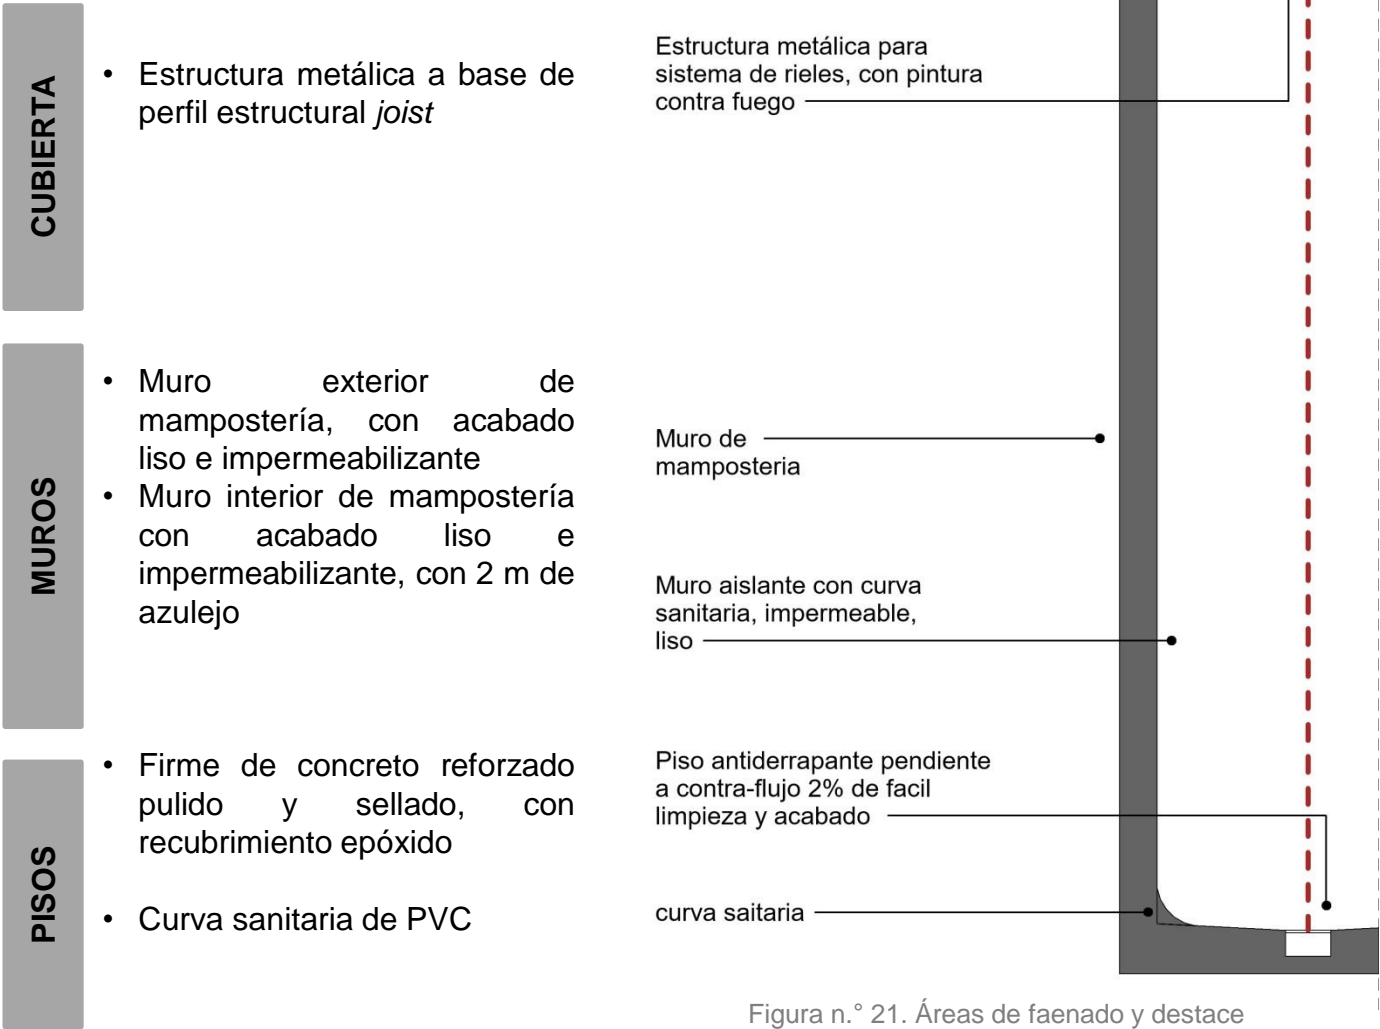 CUBIERTA
• Estructura metálica a base de
perfil estructural joist
MUROS
• Muro exterior de
mampostería, con acabado
liso e impermeabilizante
• Muro interior de mampostería
con acabado liso e
impermeabilizante, con 2 m de
azulejo
PISOS
• Firme de concreto reforzado
pulido y sellado, con
recubrimiento epóxido
• Curva sanitaria de PVC
Estructura metálica para
sistema de rieles, con pintura
contra fuego
Muro de
mamposteria
Muro aislante con curva
sanitaria, impermeable,
liso
Piso antiderrapante pendiente
a contra-flujo 2% de facil
limpieza y acabado
curva saitaria
Figura n.° 21. Áreas de faenado y destace